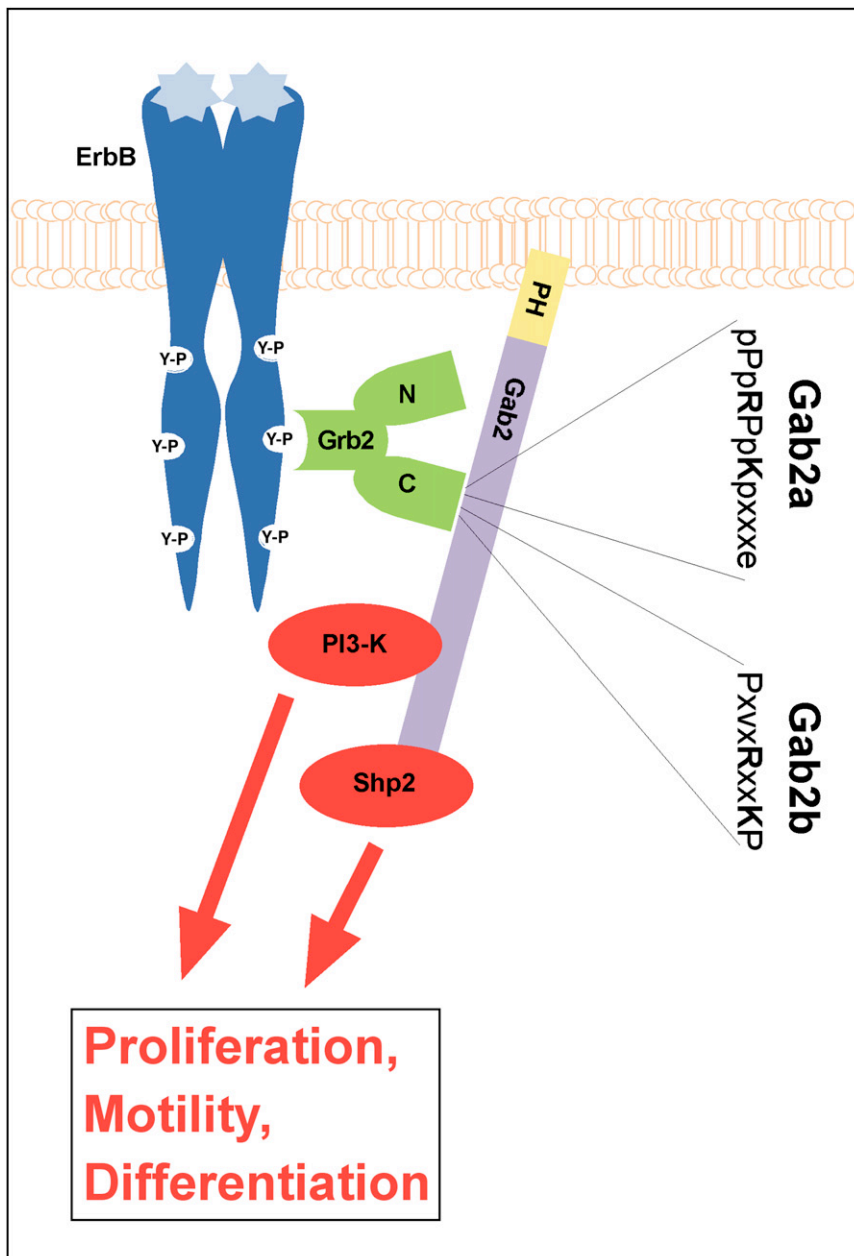 ErbB
PH
Gab2
Y-P
Y-P
Y-P
Y-P
Y-P
Y-P
Grb2
N
C
PI3-K
Shp2
Gab2a
pPpRPpKpxxxe
Gab2b
PxvxRxxKP
Proliferation,
Motility,
Differentiation